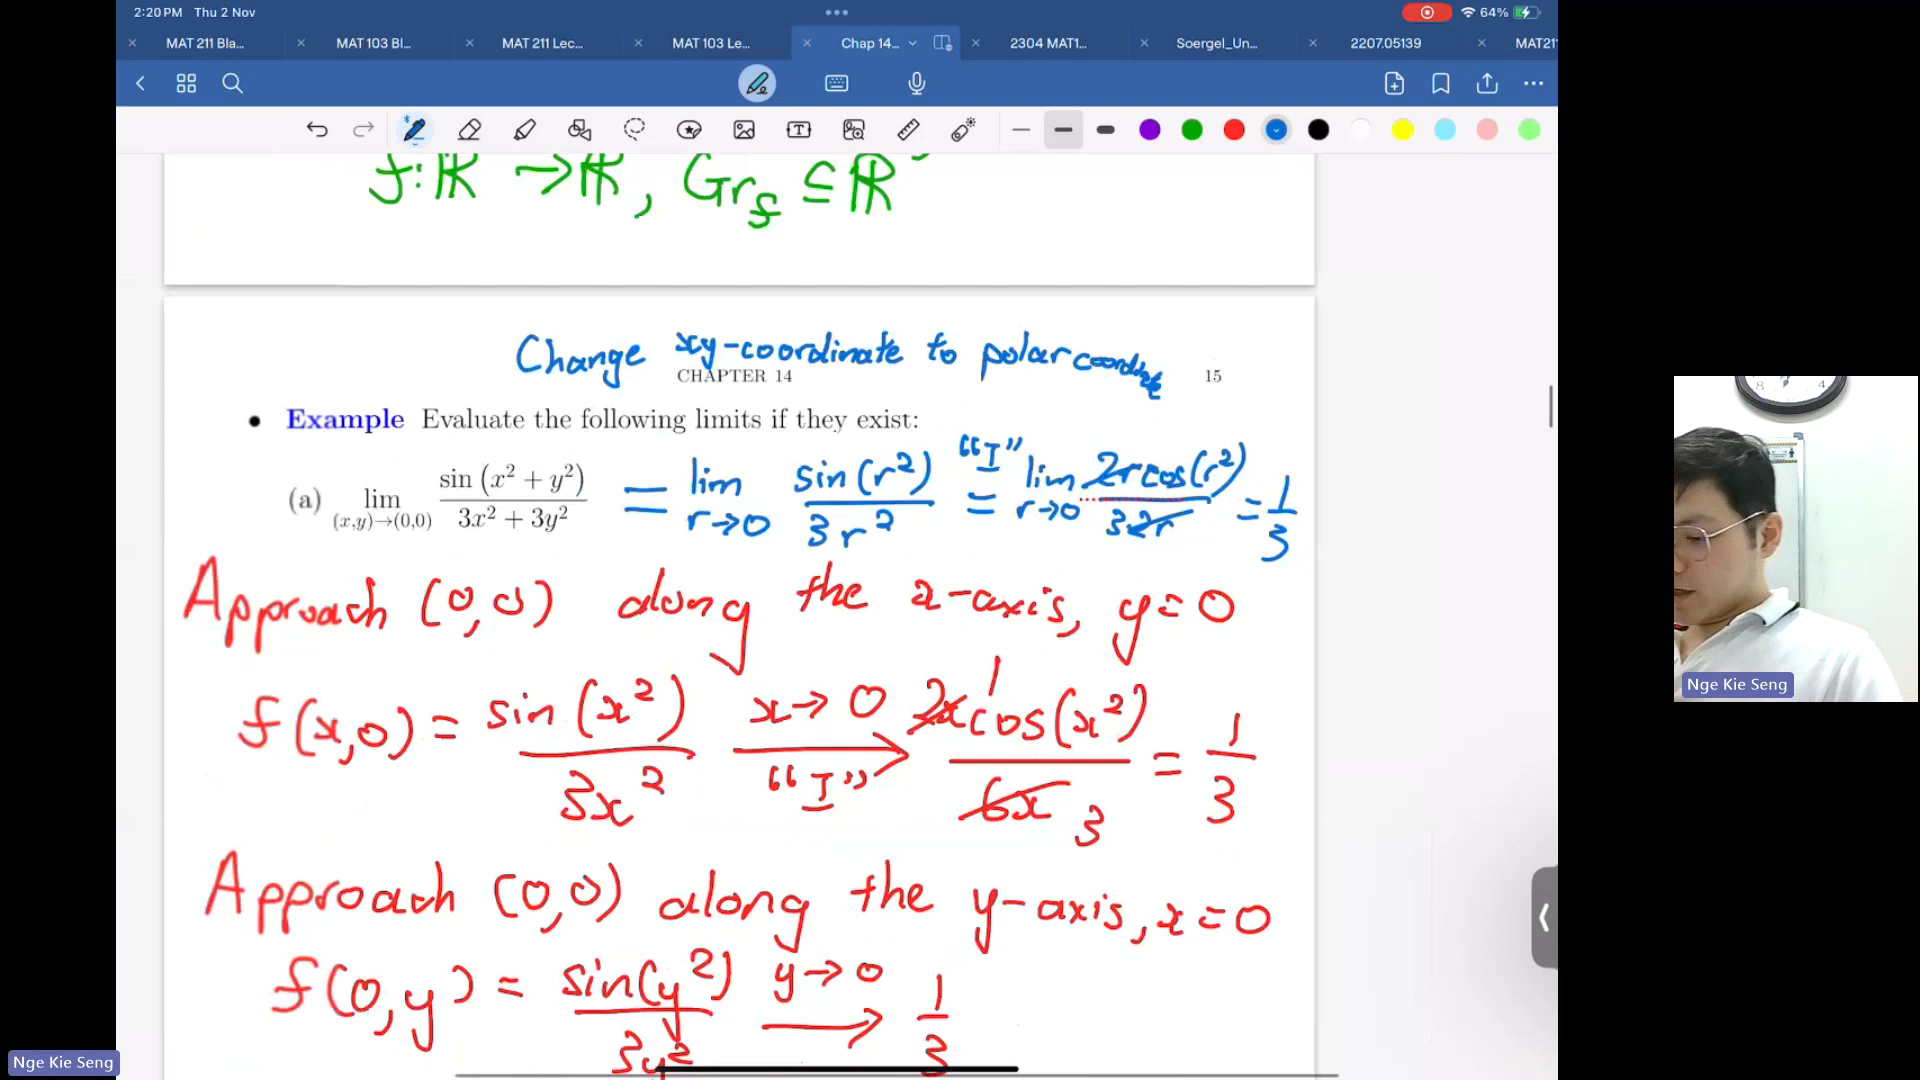 2:20 PM Thu 2 Nov
64%
MAT 211 Bla...
MAT 103 Bl...
MAT 211 Lec...
MAT 103 Le...
Chap 14...
2304 MAT1...
Soergel_Un...
2207.05139
MAT21
f: ℝ → ℝ, Gr_f ⊆ ℝ
Change xy-coordinate to polar coordinate
CHAPTER 14
15
• Example Evaluate the following limits if they exist:
(a) lim_{(x,y)→(0,0)} sin (x² + y²) / (3x² + 3y²) = lim_{r→0} sin(r²) / 3r² “I” = lim_{r→0} 2r cos(r²) / 3 2r = 1/3
Approach (0,0) along the x-axis, y=0
f(x,0) = sin(x²) / 3x² x→0 “I” 2x 1 cos(x²) / 6x 3 = 1/3
Approach (0,0) along the y-axis, x=0
f(0,y) = sin(y²) / 3y² y→0 → 1/3
Nge Kie Seng
Nge Kie Seng